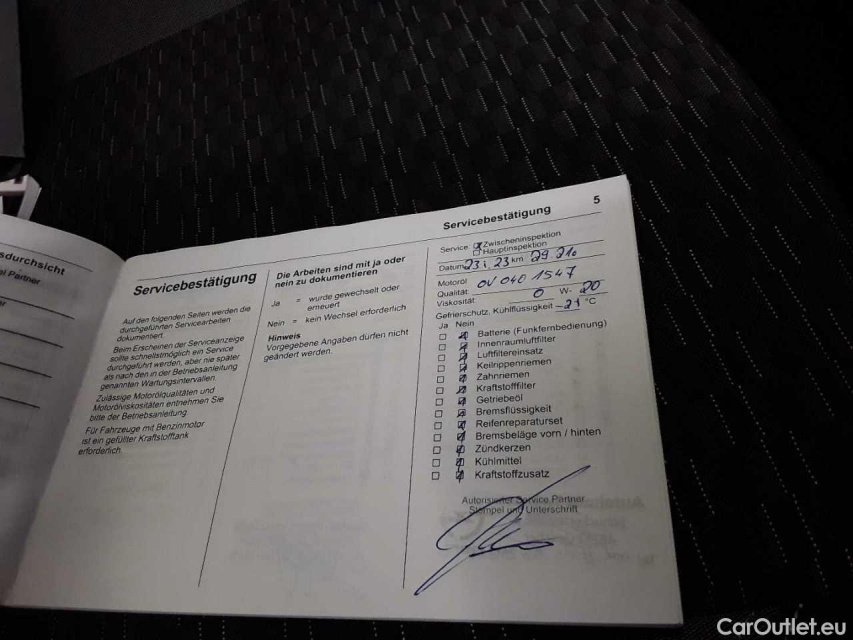 sdurchsicht
el Partner
Servicebestätigung
Auf den folgenden Seiten werden die
durchgeführten Servicearbeiten
dokumentiert.
Beim Erscheinen der Serviceanzeige
sollte schnellstmöglich ein Service
durchgeführt werden, aber nie später
als nach den in der Betriebsanleitung
genannten Wartungsintervallen.
Zulässige Motorölqualitäten und
Motorölviskositäten entnehmen Sie
bitte der Betriebsanleitung.
Für Fahrzeuge mit Benzinmotor
ist ein gefüllter Kraftstofftank
erforderlich.
Die Arbeiten sind mit ja oder
nein zu dokumentieren
Ja = wurde gewechselt oder
erneuert
Nein = kein Wechsel erforderlich
Hinweis
Vorgegebene Angaben dürfen nicht
geändert werden.
Servicebestätigung 5
Service Zwischeninspektion
Hauptinspektion
Datum 23 1, 23 km 29.210
Motoröl
Qualität OV 040 1547
Viskosität 0 W- 20
Gefrierschutz, Kühlflüssigkeit -21 °C
Ja Nein
Batterie (Funkfernbedienung)
Innenraumluftfilter
Luftfiltereinsatz
Keilrippenriemen
Zahnriemen
Kraftstofffilter
Getriebeöl
Bremsflüssigkeit
Reifenreparaturset
Bremsbeläge vorn / hinten
Zündkerzen
Kühlmittel
Kraftstoffzusatz
Autorisierter Service Partner
Stempel und Unterschrift
CarOutlet.eu